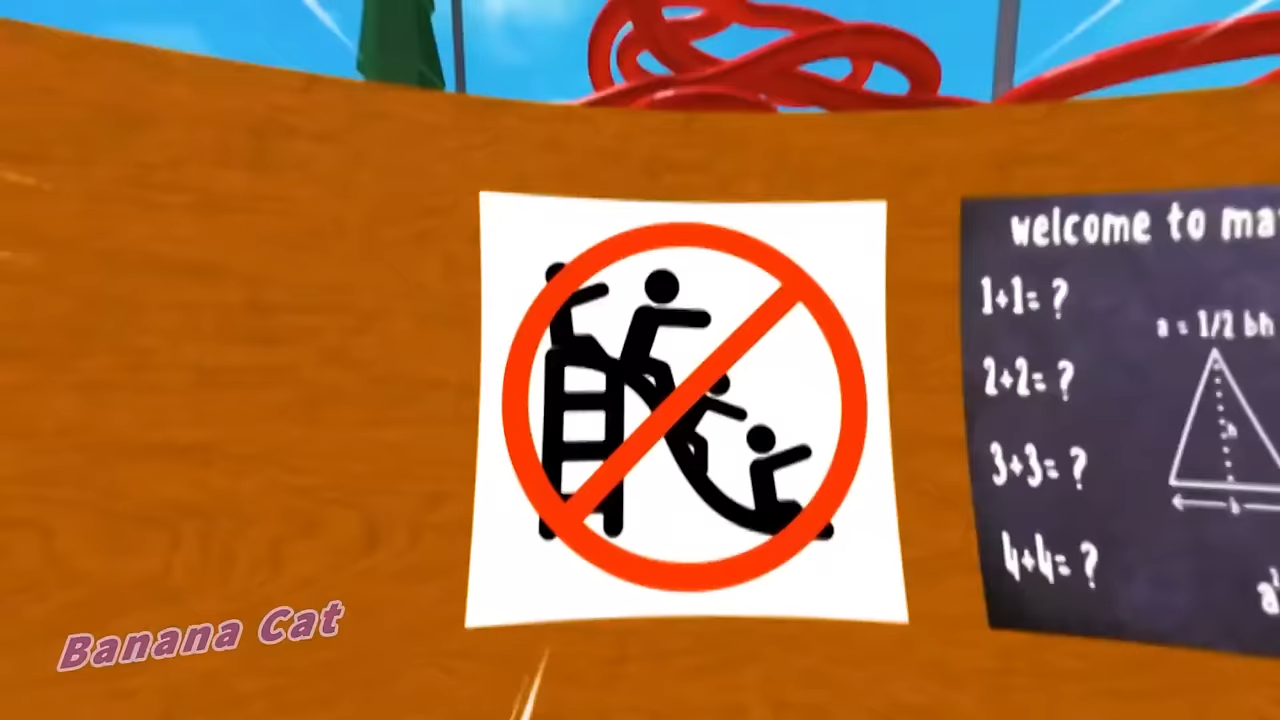 welcome to ma
1+1= ?
2+2= ?
3+3= ?
4+4= ?
a = 1/2 bh
h
b
Banana Cat